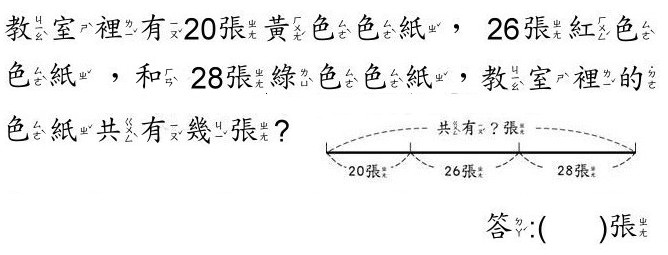 教室裡有20張黃色色紙， 26張紅色
色紙 ，和 28張綠色色紙，教室裡的
色紙共有幾張?
共有？張
20張 26張 28張
答:( )張